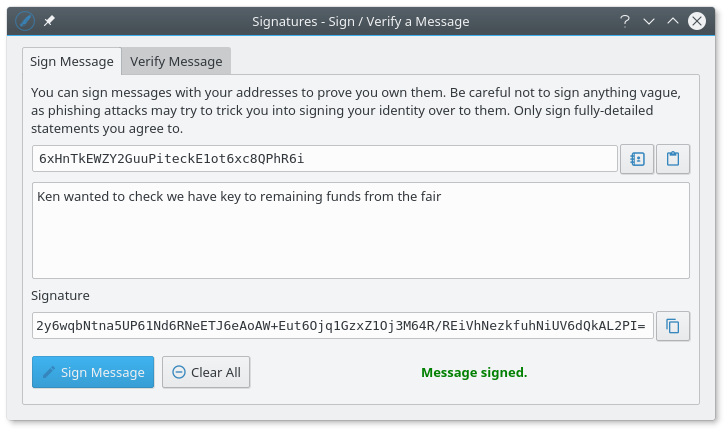 Signatures - Sign / Verify a Message
Sign Message
Verify Message
You can sign messages with your addresses to prove you own them. Be careful not to sign anything vague,
as phishing attacks may try to trick you into signing your identity over to them. Only sign fully-detailed
statements you agree to.
6xHnTkEWZY2GuuPiteckE1ot6xc8QPhR6i
Ken wanted to check we have key to remaining funds from the fair
Signature
2y6wqbNtna5UP61Nd6RNeETJ6eAoAW+Eut6Ojq1GzxZ1Oj3M64R/REiVhNezkfuhNiUV6dQkAL2PI=
Sign Message
Clear All
Message signed.